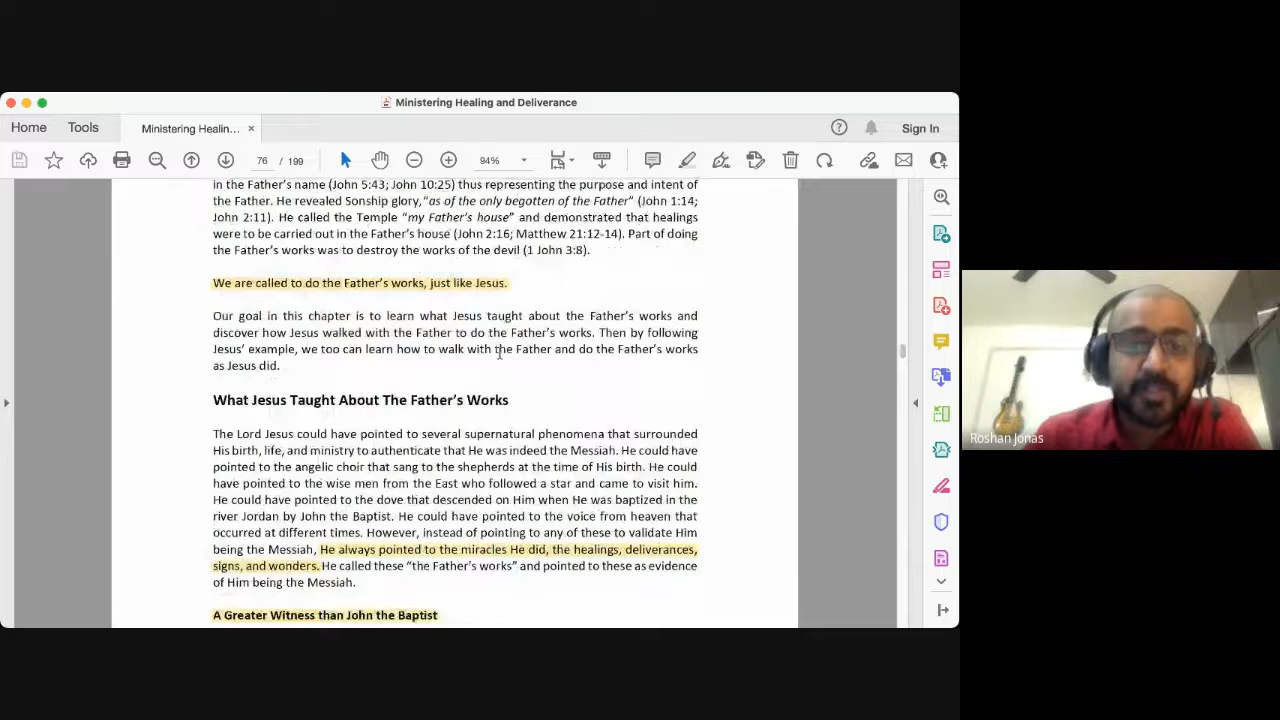 Ministering Healing and Deliverance
Home
Tools
Ministering Healin...
×
Sign In
76 / 199
94%
in the Father's name (John 5:43; John 10:25) thus representing the purpose and intent of
the Father. He revealed Sonship glory, "as of the only begotten of the Father" (John 1:14;
John 2:11). He called the Temple "my Father's house" and demonstrated that healings
were to be carried out in the Father's house (John 2:16; Matthew 21:12-14). Part of doing
the Father's works was to destroy the works of the devil (1 John 3:8).
We are called to do the Father's works, just like Jesus.
Our goal in this chapter is to learn what Jesus taught about the Father's works and
discover how Jesus walked with the Father to do the Father's works. Then by following
Jesus' example, we too can learn how to walk with the Father and do the Father's works
as Jesus did.
What Jesus Taught About The Father's Works
The Lord Jesus could have pointed to several supernatural phenomena that surrounded
His birth, life, and ministry to authenticate that He was indeed the Messiah. He could have
pointed to the angelic choir that sang to the shepherds at the time of His birth. He could
have pointed to the wise men from the East who followed a star and came to visit him.
He could have pointed to the dove that descended on Him when He was baptized in the
river Jordan by John the Baptist. He could have pointed to the voice from heaven that
occurred at different times. However, instead of pointing to any of these to validate Him
being the Messiah, He always pointed to the miracles He did, the healings, deliverances,
signs, and wonders. He called these "the Father's works" and pointed to these as evidence
of Him being the Messiah.
A Greater Witness than John the Baptist
Roshan Jonas